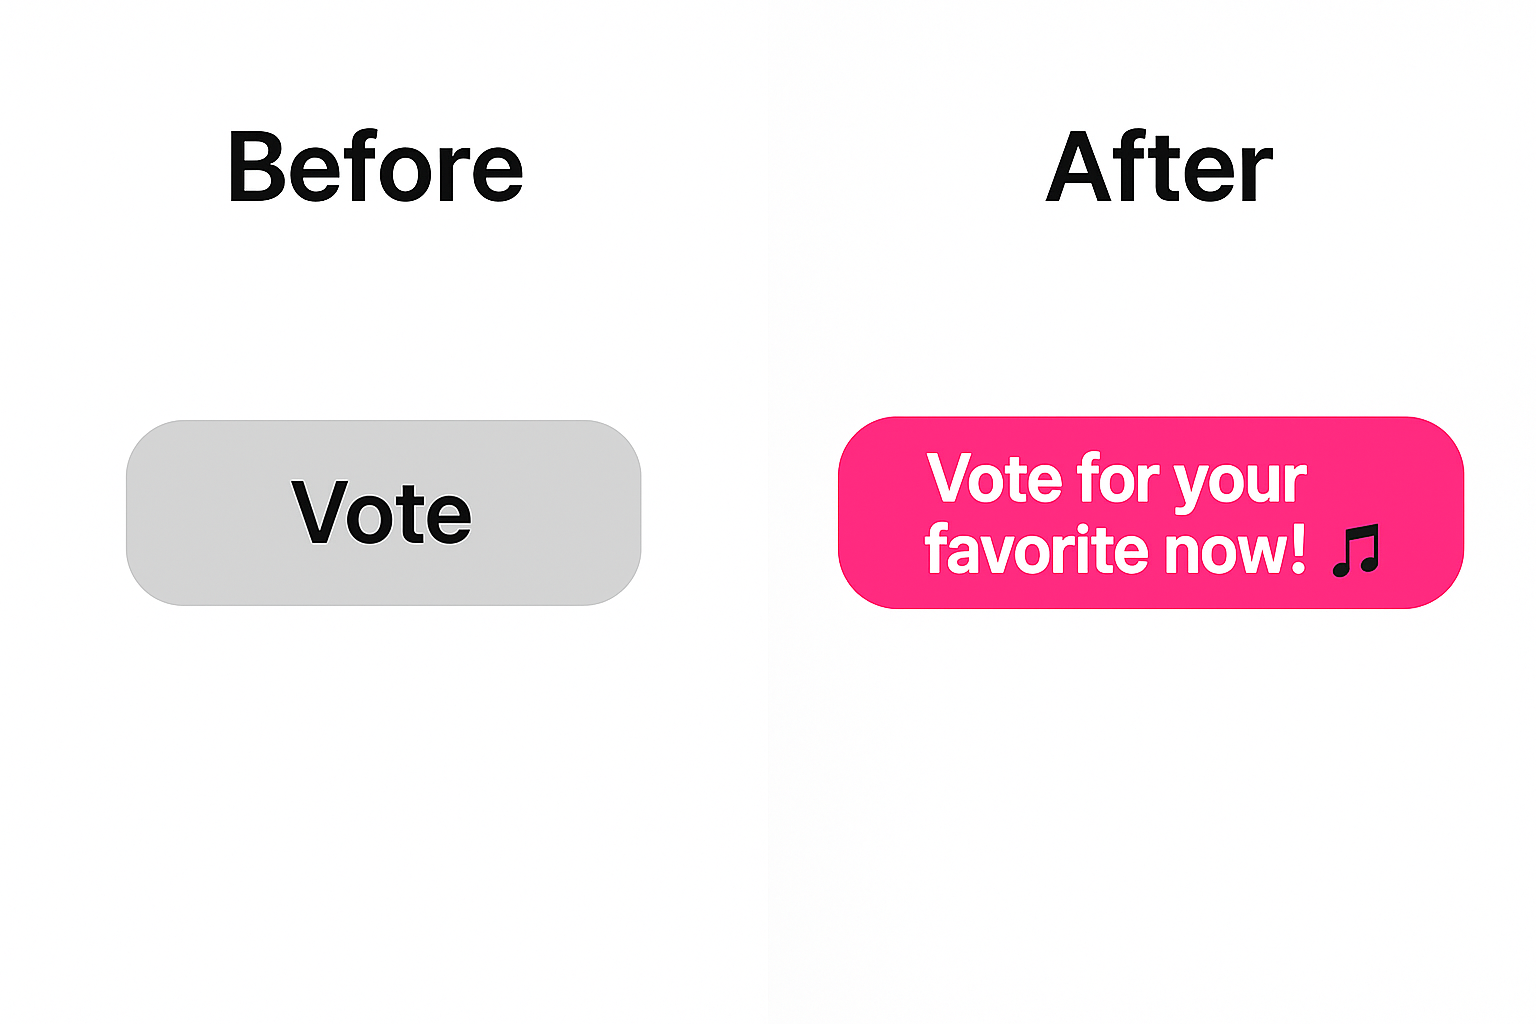 Before
Vote
After
Vote for your
favorite now! 🎵